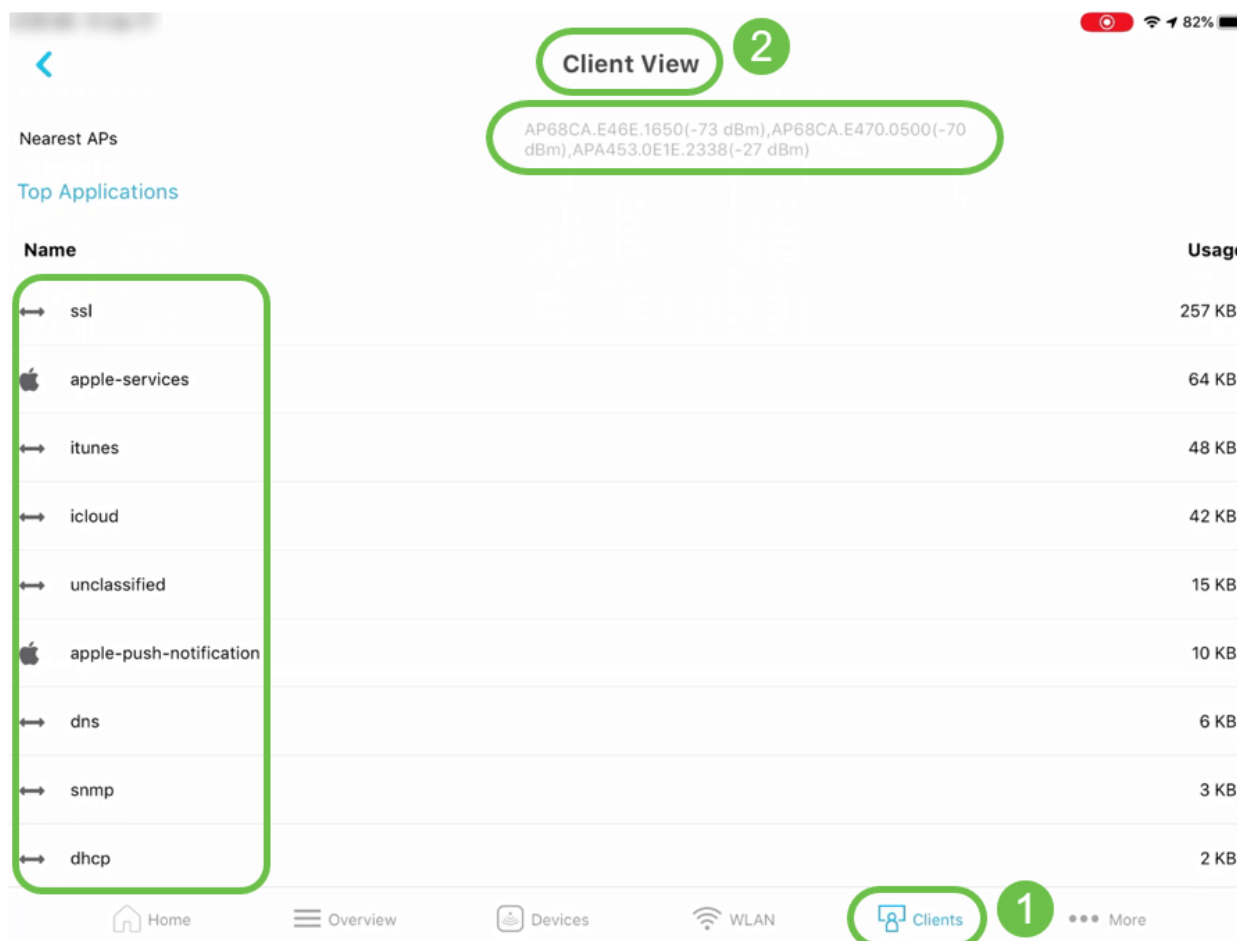 82%
Client View
2
Nearest APs
AP68CA.E46E.1650(-73 dBm),AP68CA.E470.0500(-70
dBm),APA453.0E1E.2338(-27 dBm)
Top Applications
Name Usage
ssl 257 KB
apple-services 64 KB
itunes 48 KB
icloud 42 KB
unclassified 15 KB
apple-push-notification 10 KB
dns 6 KB
snmp 3 KB
dhcp 2 KB
Home Overview Devices WLAN Clients 1 More